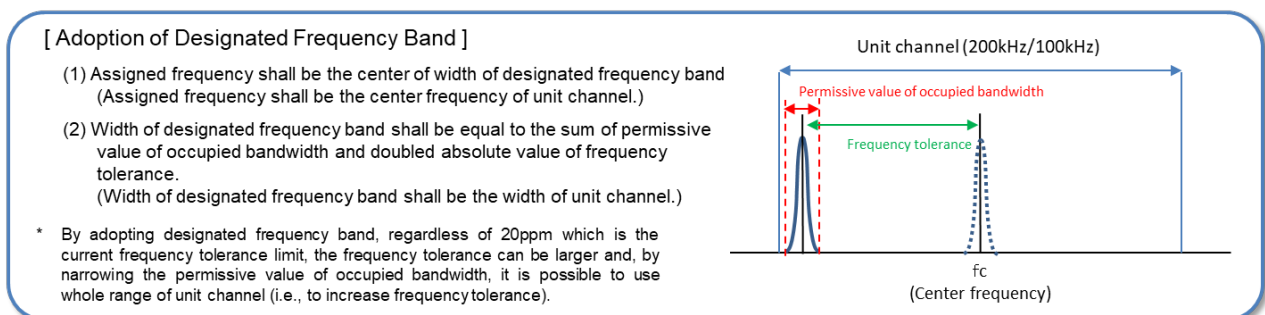 [ Adoption of Designated Frequency Band ]
(1) Assigned frequency shall be the center of width of designated frequency band
(Assigned frequency shall be the center frequency of unit channel.)
(2) Width of designated frequency band shall be equal to the sum of permissive
value of occupied bandwidth and doubled absolute value of frequency
tolerance.
(Width of designated frequency band shall be the width of unit channel.)
* By adopting designated frequency band, regardless of 20ppm which is the
current frequency tolerance limit, the frequency tolerance can be larger and, by
narrowing the permissive value of occupied bandwidth, it is possible to use
whole range of unit channel (i.e., to increase frequency tolerance).
Unit channel (200kHz/100kHz)
Permissive value of occupied bandwidth
Frequency tolerance
fc
(Center frequency)